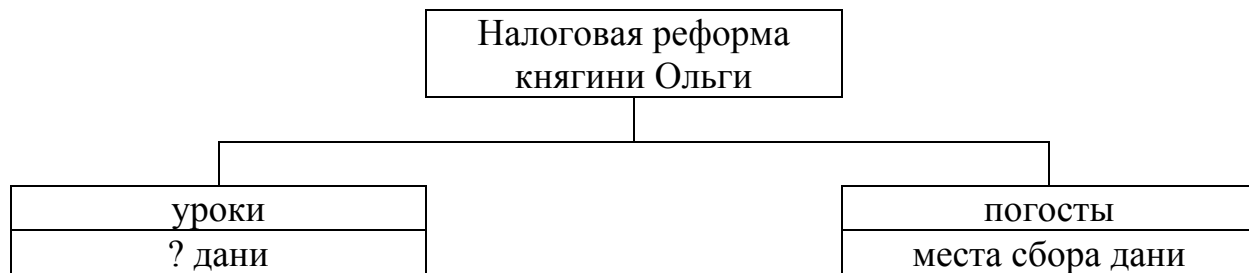 Налоговая реформа
княгини Ольги
уроки
? дани
погосты
места сбора дани